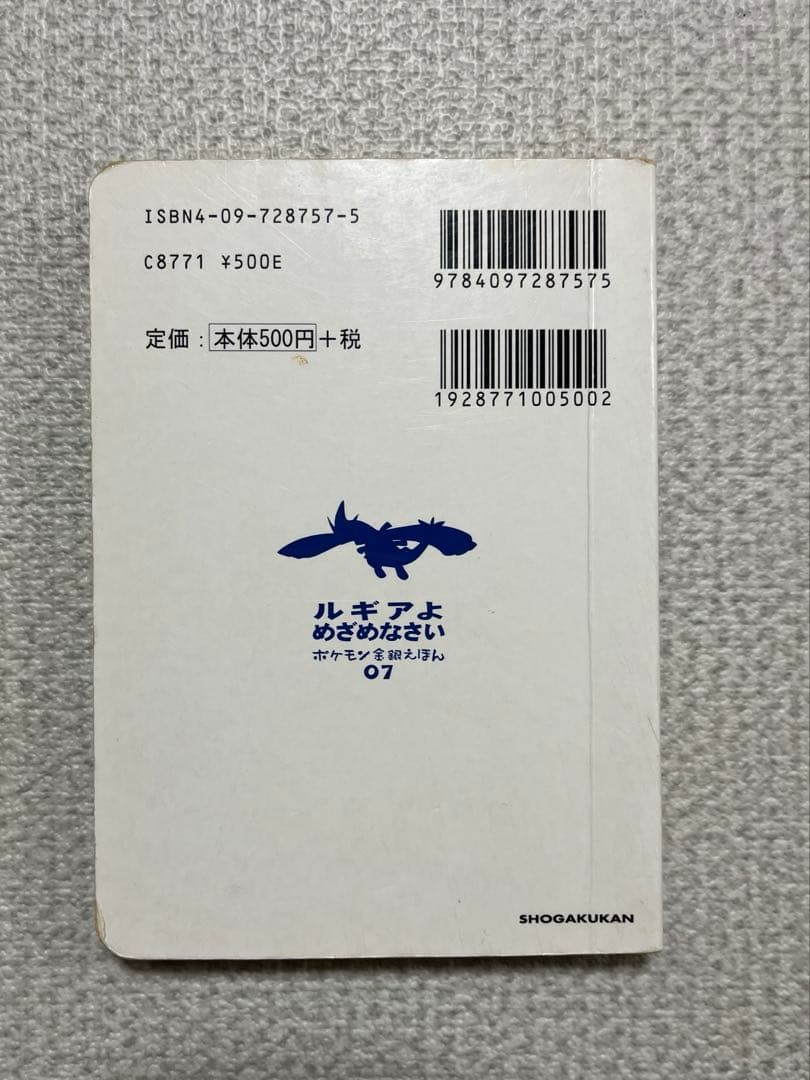 ISBN4-09-728757-5
C8771 ¥500E
定価：本体500円+税
9784097287575
1928771005002
ルギアよ
めざめなさい
ポケモン金銀えほん
07
SHOGAKUKAN